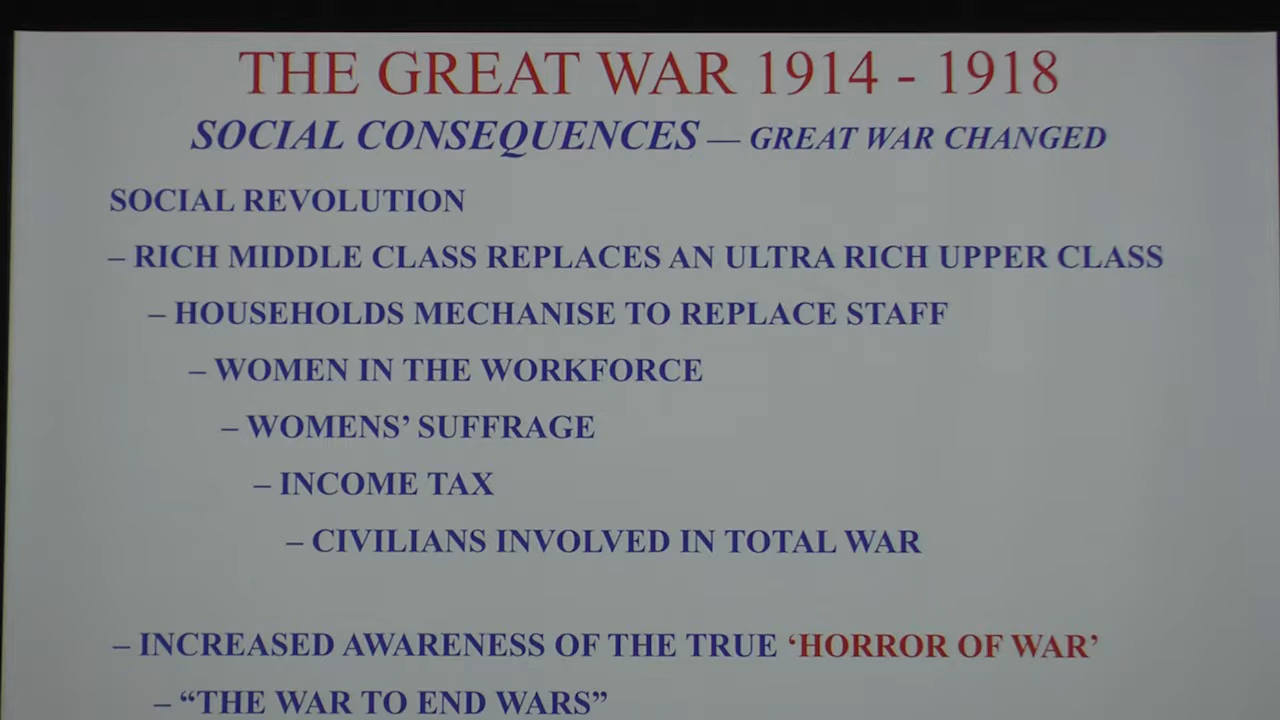 THE GREAT WAR 1914 - 1918
SOCIAL CONSEQUENCES — GREAT WAR CHANGED
SOCIAL REVOLUTION
– RICH MIDDLE CLASS REPLACES AN ULTRA RICH UPPER CLASS
– HOUSEHOLDS MECHANISE TO REPLACE STAFF
– WOMEN IN THE WORKFORCE
– WOMENS’ SUFFRAGE
– INCOME TAX
– CIVILIANS INVOLVED IN TOTAL WAR
– INCREASED AWARENESS OF THE TRUE ‘HORROR OF WAR’
– “THE WAR TO END WARS”